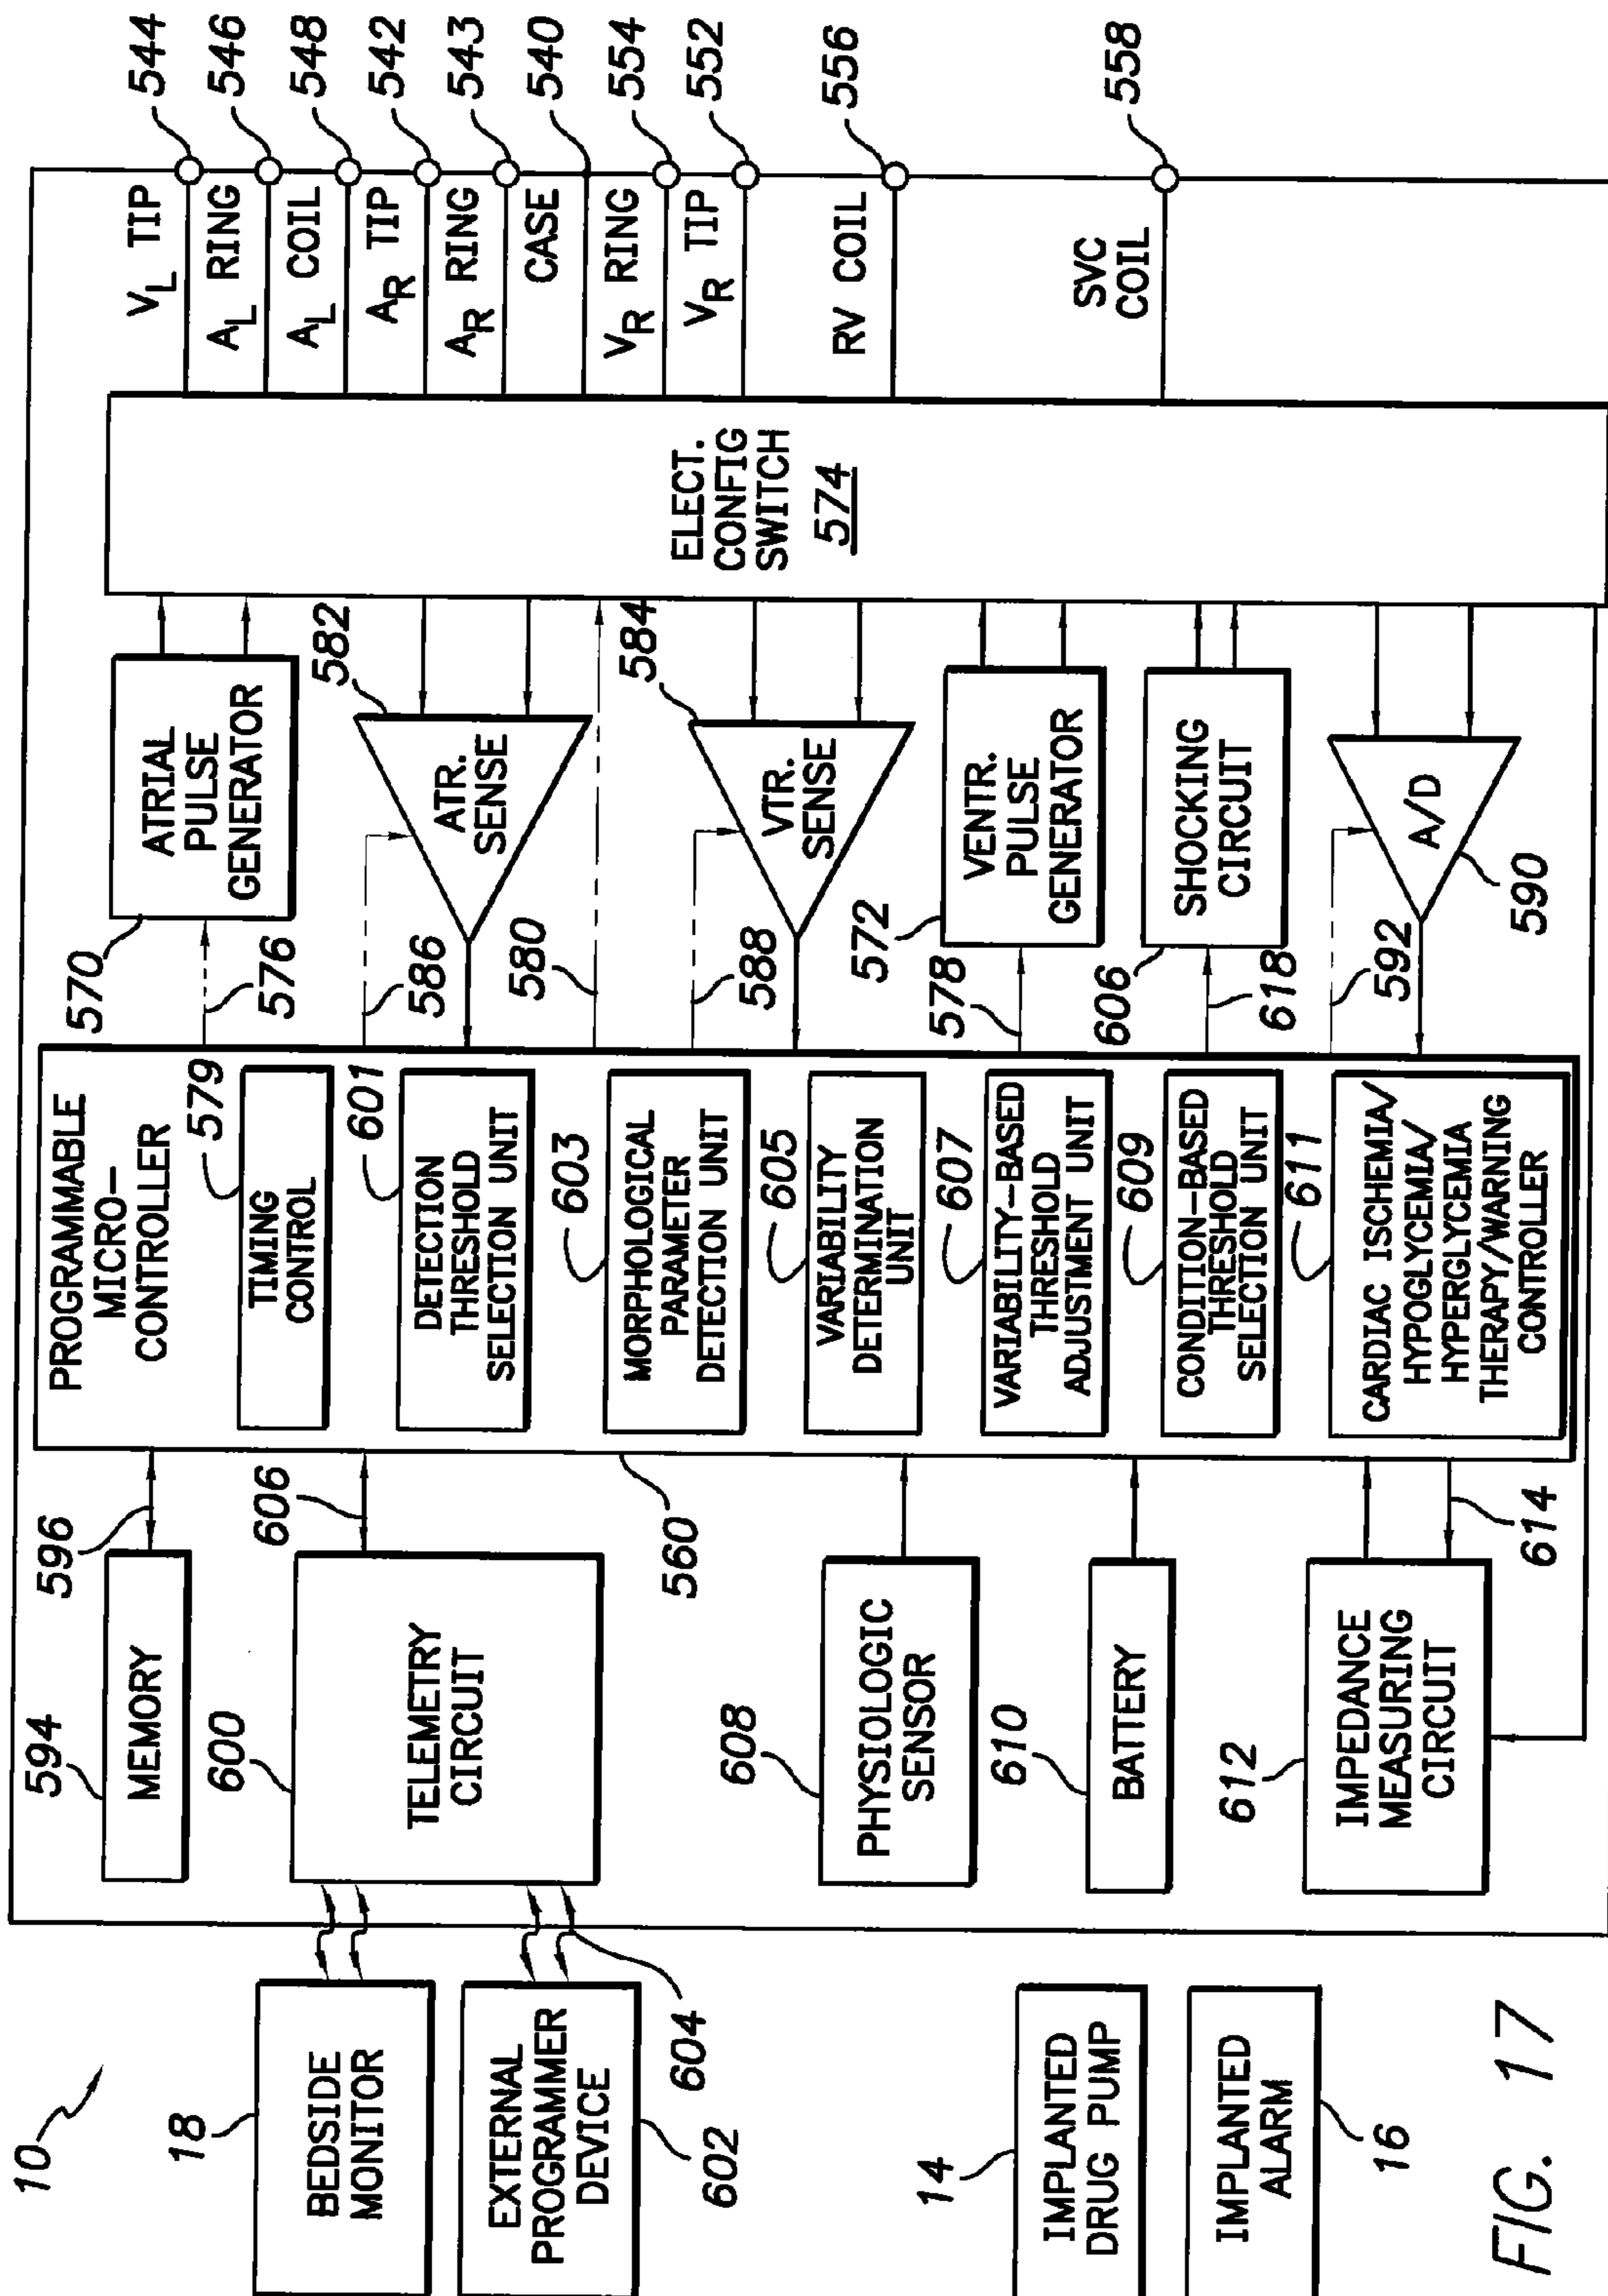 10
18
BEDSIDE
MONITOR
EXTERNAL
PROGRAMMER
DEVICE
602
604
14
IMPLANTED
DRUG PUMP
IMPLANTED
ALARM
16
594
MEMORY
596
600
TELEMETRY
CIRCUIT
606
560
608
PHYSIOLOGIC
SENSOR
610
BATTERY
612
IMPEDANCE
MEASURING
CIRCUIT
614
PROGRAMMABLE
MICRO-
CONTROLLER
579
TIMING
CONTROL
601
DETECTION
THRESHOLD
SELECTION UNIT
603
MORPHOLOGICAL
PARAMETER
DETECTION UNIT
605
VARIABILITY
DETERMINATION
UNIT
607
VARIABILITY-BASED
THRESHOLD
ADJUSTMENT UNIT
609
CONDITION-BASED
THRESHOLD
SELECTION UNIT
611
CARDIAC ISCHEMIA/
HYPOGLYCEMIA/
HYPERGLYCEMIA
THERAPY/WARNING
CONTROLLER
570
ATRIAL
PULSE
GENERATOR
576
582
ATR.
SENSE
586
580
584
VTR.
SENSE
588
572
VENTR.
PULSE
GENERATOR
578
606
SHOCKING
CIRCUIT
618
A/D
592
590
ELECT.
CONFIG
SWITCH
574
VL TIP
544
AL RING
546
AL COIL
548
AR TIP
542
AR RING
543
CASE
540
VR RING
554
VR TIP
552
RV COIL
556
SVC
COIL
558
FIG. 17